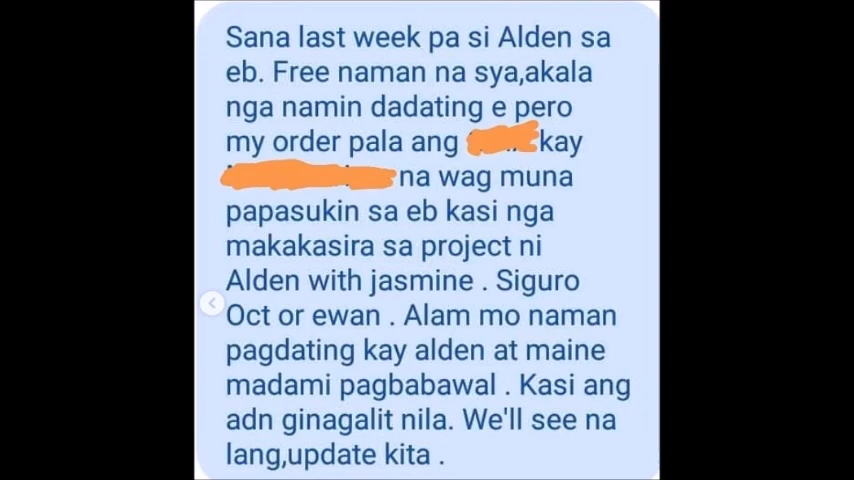 Sana last week pa si Alden sa
eb. Free naman na sya,akala
nga namin dadating e pero
my order pala ang kay
na wag muna
papasukin sa eb kasi nga
makakasira sa project ni
Alden with jasmine . Siguro
Oct or ewan . Alam mo naman
pagdating kay alden at maine
madami pagbabawal . Kasi ang
adn ginagalit nila. We'll see na
lang,update kita .